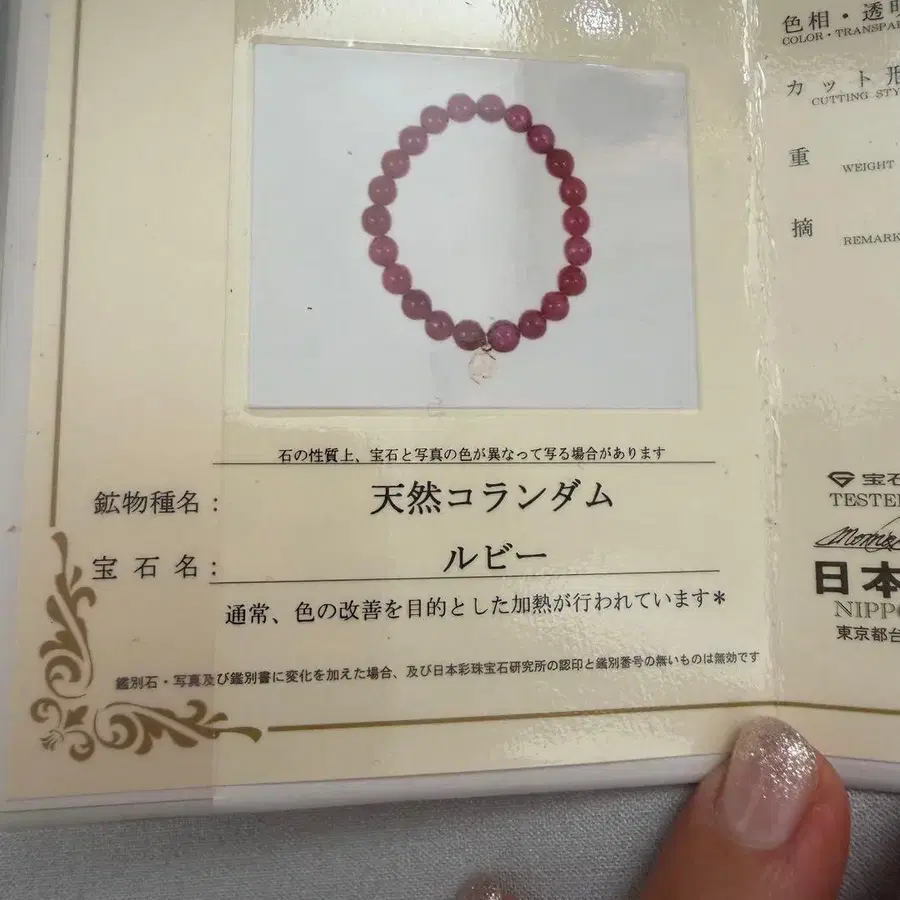 石の性質上、宝石と写真の色が異なって写る場合があります
鉱物種名：
天然コランダム
宝石名：
ルビー
通常、色の改善を目的とした加熱が行われています*
鑑別石・写真及び鑑別書に変化を加えた場合、及び日本彩珠宝石研究所の認印と鑑別番号の無いものは無効です
色相・透明
COLOR・TRANSPA
カット形
CUTTING STY
重
WEIGHT
摘
REMARK
宝石
TESTE
日本
NIPP
東京都台